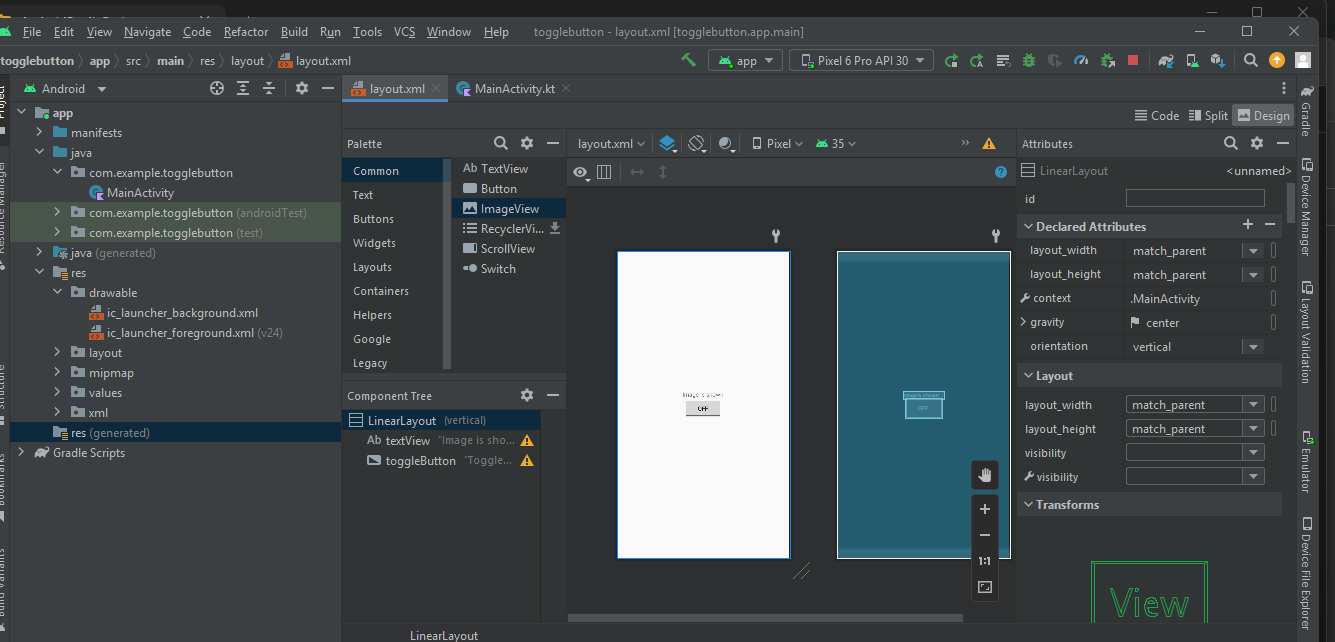 File Edit View Navigate Code Refactor Build Run Tools VCS Window Help togglebutton - layout.xml [togglebutton.app.main]
togglebutton app src main res layout layout.xml app Pixel 6 Pro API 30
Android
layout.xml MainActivity.kt
Code Split Design
app
manifests
java
com.example.togglebutton
MainActivity
com.example.togglebutton (androidTest)
com.example.togglebutton (test)
java (generated)
res
drawable
ic_launcher_background.xml
ic_launcher_foreground.xml (v24)
layout
mipmap
values
xml
res (generated)
Gradle Scripts
Project
Resource Manager
Structure
Bookmarks
Build Variants
Palette
Common
Text
Buttons
Widgets
Layouts
Containers
Helpers
Google
Legacy
Ab TextView
Button
ImageView
RecyclerVi...
ScrollView
Switch
Component Tree
LinearLayout (vertical)
Ab textView "Image is sho...
toggleButton "Toggle...
layout.xml Pixel 35
Image is shown
OFF
Image is shown
OFF
1:1
LinearLayout
Attributes
LinearLayout <unnamed>
id
Declared Attributes
layout_width match_parent
layout_height match_parent
context .MainActivity
gravity center
orientation vertical
Layout
layout_width match_parent
layout_height match_parent
visibility
visibility
Transforms
View
Gradle
Device Manager
Layout Validation
Emulator
Device File Explorer